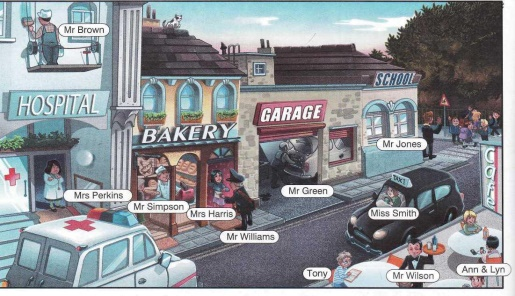 Mr Brown
HOSPITAL
BAKERY
GARAGE
SCHOOL
Mr Jones
Mrs Perkins
Mr Simpson
Mrs Harris
Mr Green
Miss Smith
TAXI
CAFÉ
Mr Williams
Tony
Mr Wilson
Ann & Lyn